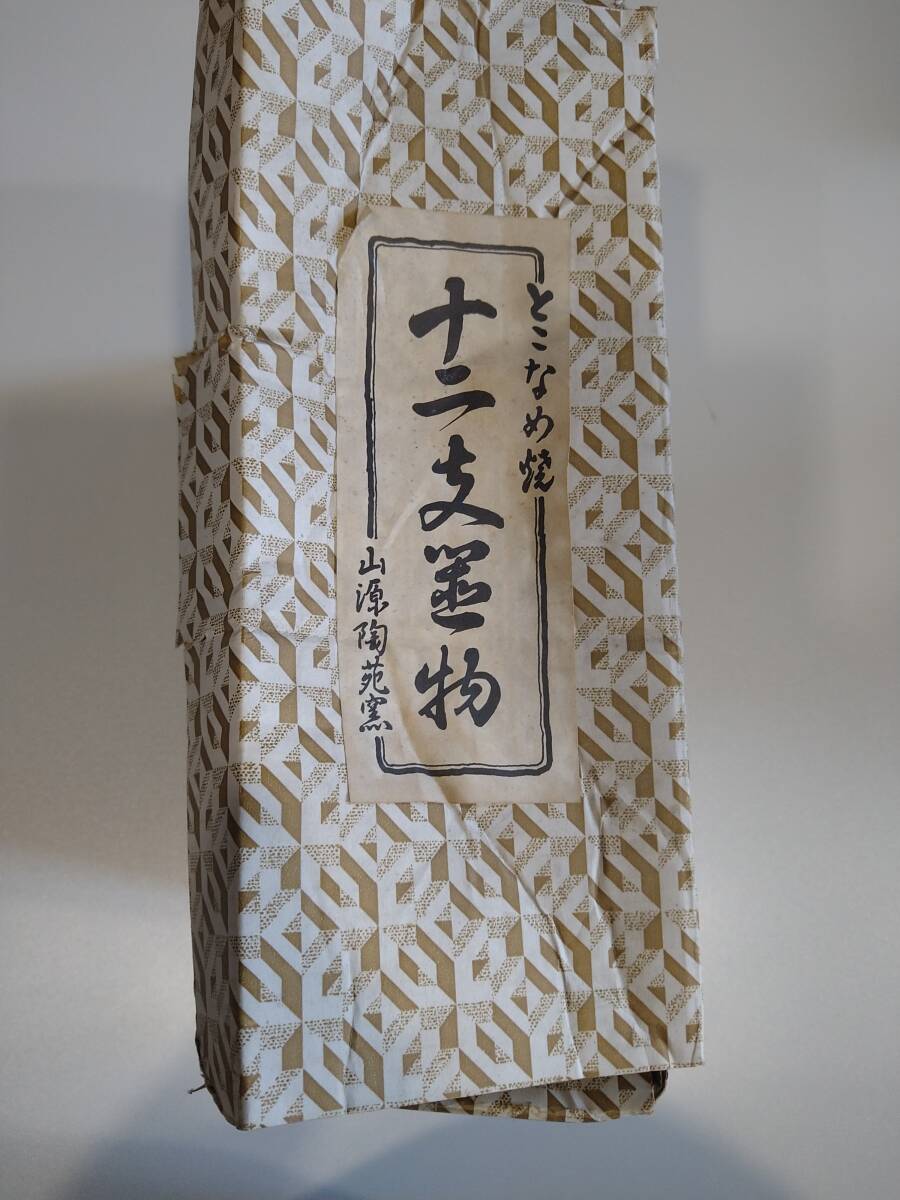 とこなめ焼
十二支置物
山源陶苑窯